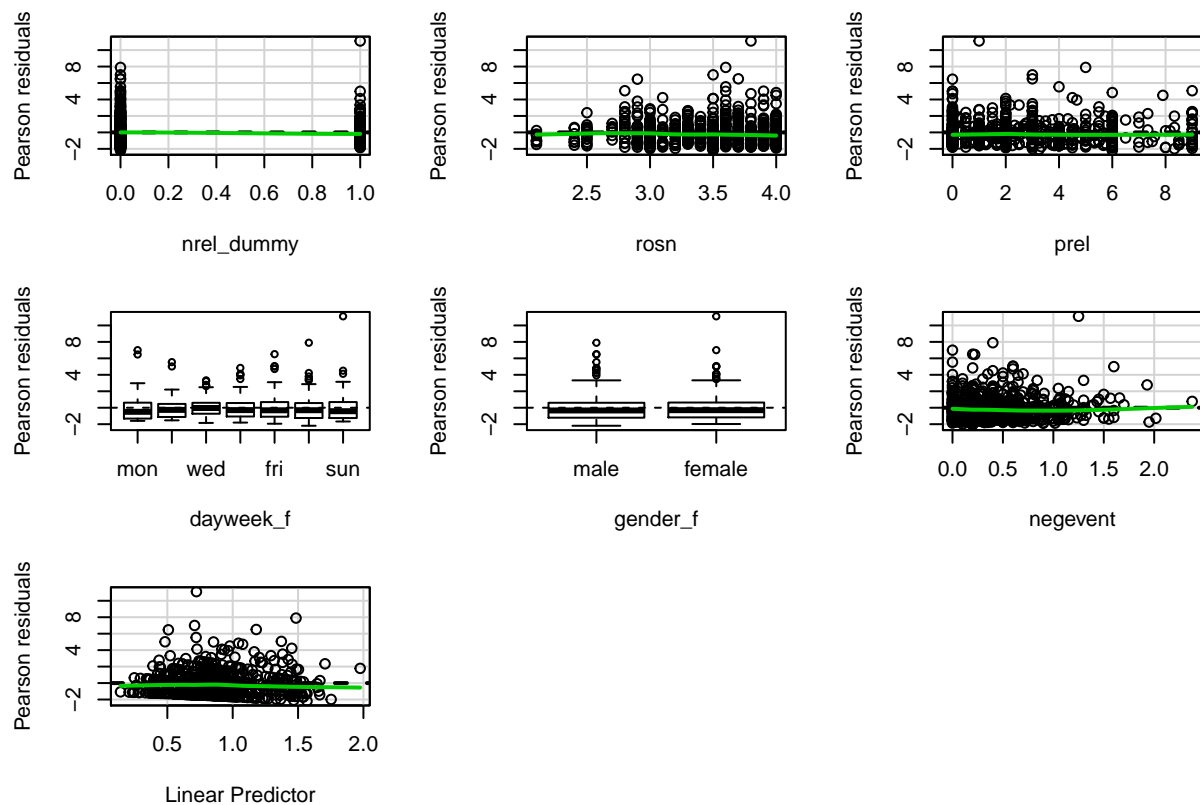 Pearson residuals
−2 4 8
0.0 0.2 0.4 0.6 0.8 1.0
nrel_dummy
Pearson residuals
−2 4 8
2.5 3.0 3.5 4.0
rosn
Pearson residuals
−2 4 8
0 2 4 6 8
prel
Pearson residuals
−2 4 8
mon wed fri sun
dayweek_f
Pearson residuals
−2 4 8
male female
gender_f
Pearson residuals
−2 4 8
0.0 0.5 1.0 1.5 2.0
negevent
Pearson residuals
−2 4 8
0.5 1.0 1.5 2.0
Linear Predictor